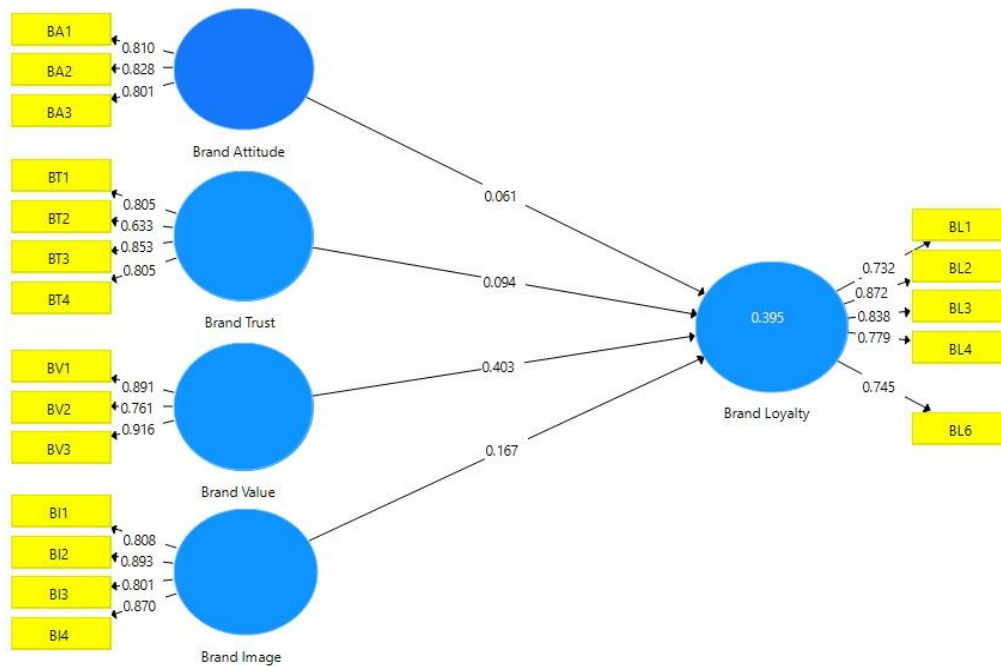 BA1
0.810
BA2
0.828
BA3
0.801
Brand Attitude
BT1
0.805
BT2
0.633
BT3
0.853
BT4
0.805
Brand Trust
BV1
0.891
BV2
0.761
BV3
0.916
Brand Value
BI1
0.808
BI2
0.893
BI3
0.801
BI4
0.870
Brand Image
0.061
0.094
0.403
0.167
0.395
Brand Loyalty
BL1
0.732
BL2
0.872
BL3
0.838
BL4
0.779
BL6
0.745